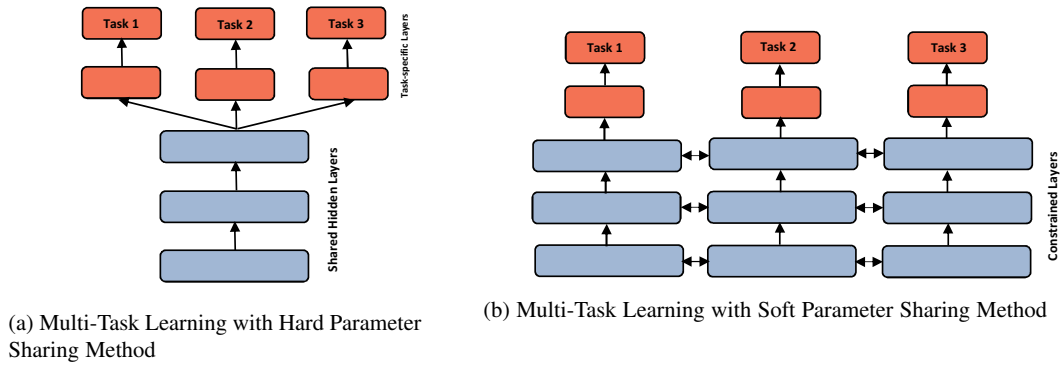 Task 1
Task 2
Task 3
Task-specific Layers
Shared Hidden Layers
(a) Multi-Task Learning with Hard Parameter
Sharing Method
Task 1
Task 2
Task 3
Constrained Layers
(b) Multi-Task Learning with Soft Parameter Sharing Method